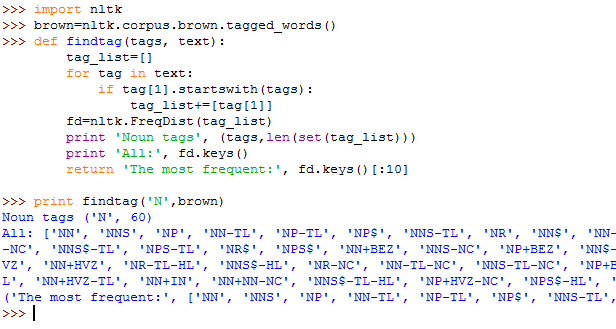 >>> import nltk
>>> brown=nltk.corpus.brown.tagged_words()
>>> def findtag(tags, text):
        tag_list=[]
        for tag in text:
            if tag[1].startswith(tags):
                tag_list+=[tag[1]]
        fd=nltk.FreqDist(tag_list)
        print 'Noun tags', (tags,len(set(tag_list)))
        print 'All:', fd.keys()
        return 'The most frequent:', fd.keys()[:10]

>>> print findtag('N',brown)
Noun tags ('N', 60)
All: ['NN', 'NNS', 'NP', 'NN-TL', 'NP-TL', 'NP$', 'NNS-TL', 'NR', 'NN$', 'NN-
-NC', 'NNS$-TL', 'NPS-TL', 'NR$', 'NPS$', 'NN+BEZ', 'NNS-NC', 'NP+BEZ', 'NN$-
VZ', 'NN+HVZ', 'NR-TL-HL', 'NNS$-HL', 'NR-NC', 'NN-TL-NC', 'NNS-TL-NC', 'NP+B
L', 'NN+HVZ-TL', 'NN+IN', 'NN+NN-NC', 'NNS$-TL-HL', 'NP+HVZ-NC', 'NPS$-HL', '
('The most frequent:', ['NN', 'NNS', 'NP', 'NN-TL', 'NP-TL', 'NP$', 'NNS-TL',
>>>